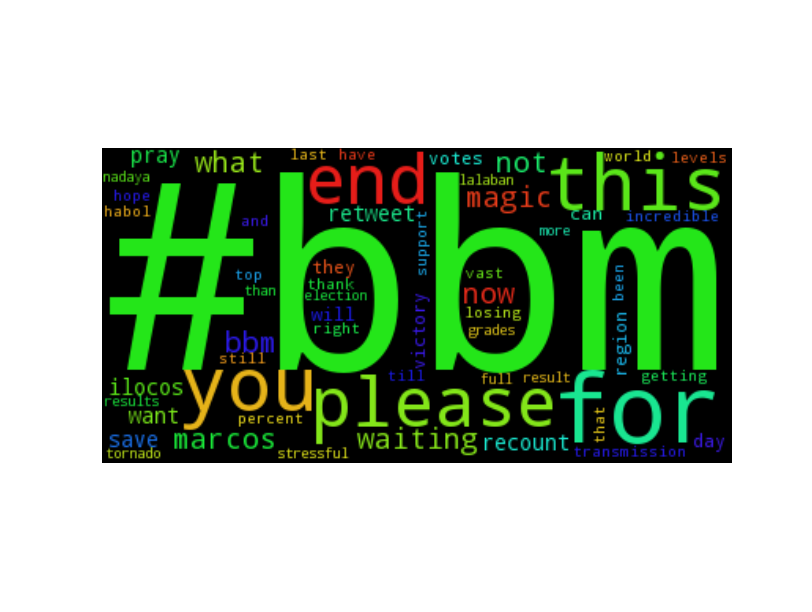 pray what last have votes not world levels
nadaya end lalaban this
hope magic
habol retweet can incredible
and support more
#bbm
top they vast region been
than thank now
election losing
will grades
right victory
bbm
still
ilocos you please till full result for getting
results
want percent that
save marcos waiting recount day
tornado stressful transmission